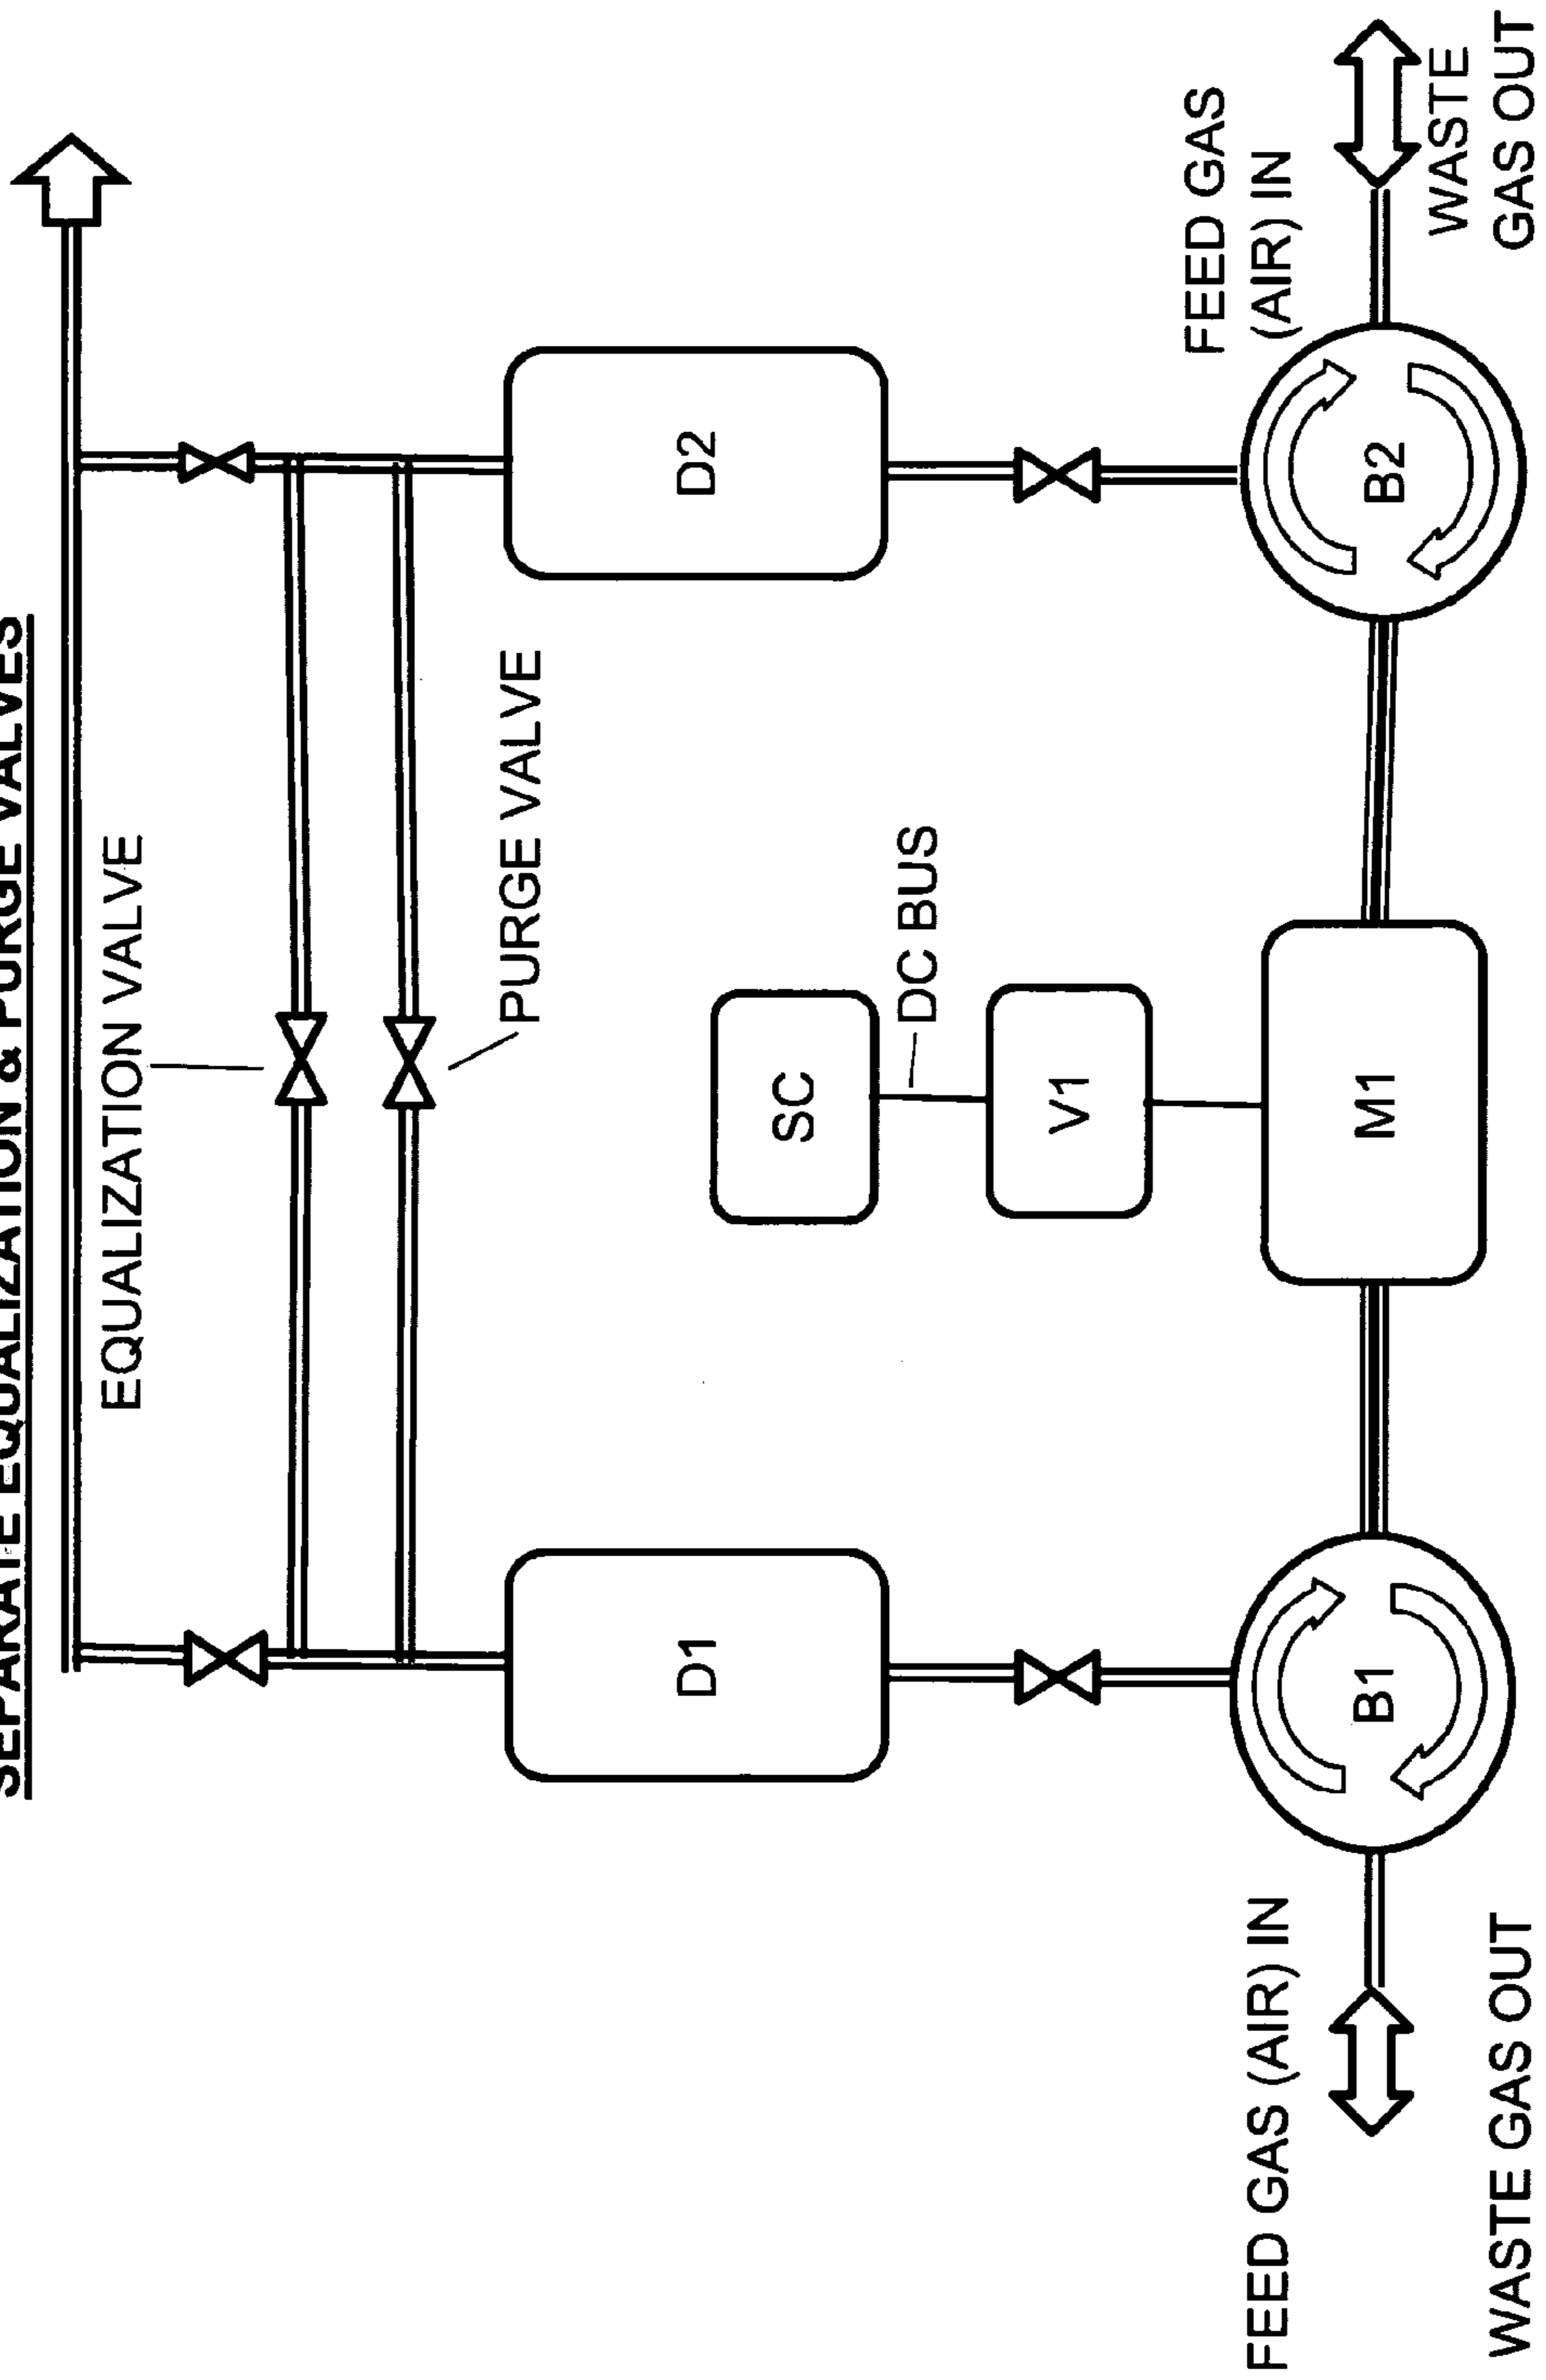 SEPARATE EQUALIZATION & PURGE VALVES
EQUALIZATION VALVE
PURGE VALVE
D1
D2
SC
DC BUS
V1
M1
B1
B2
FEED GAS (AIR) IN
WASTE GAS OUT
FEED GAS
(AIR) IN
WASTE
GAS OUT